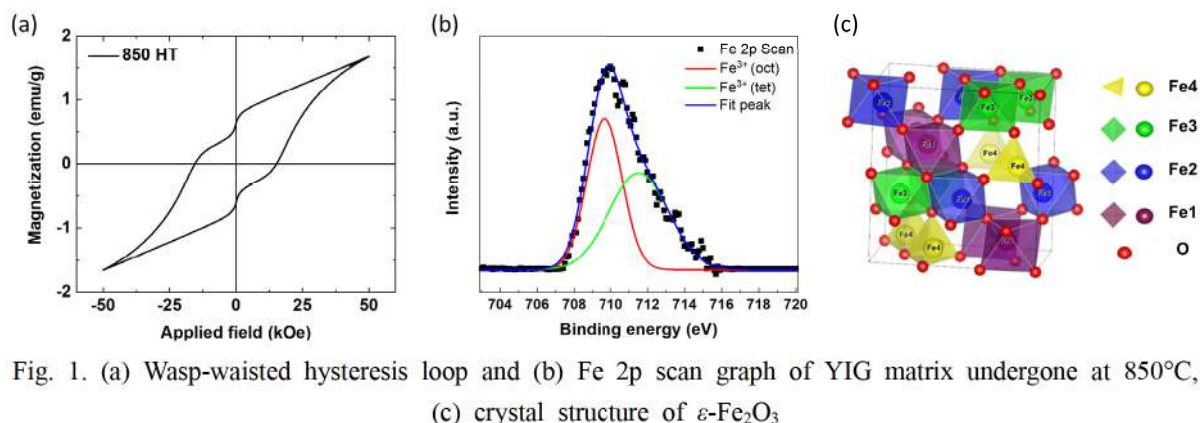 (a)
2
1
0
-1
-2
850 HT
Magnetization (emu/g)
-50 -25 0 25 50
Applied field (kOe)
(b)
Fe 2p Scan
Fe³⁺ (oct)
Fe³⁺ (tet)
Fit peak
Intensity (a.u.)
704 706 708 710 712 714 716 718 720
Binding energy (eV)
(c)
Fe4
Fe3
Fe2
Fe1
O
Fe3
Fe1
Fe4
Fe4
Fe3
Fe4
Fe4
Fig. 1. (a) Wasp-waisted hysteresis loop and (b) Fe 2p scan graph of YIG matrix undergone at 850°C,
(c) crystal structure of ε-Fe₂O₃